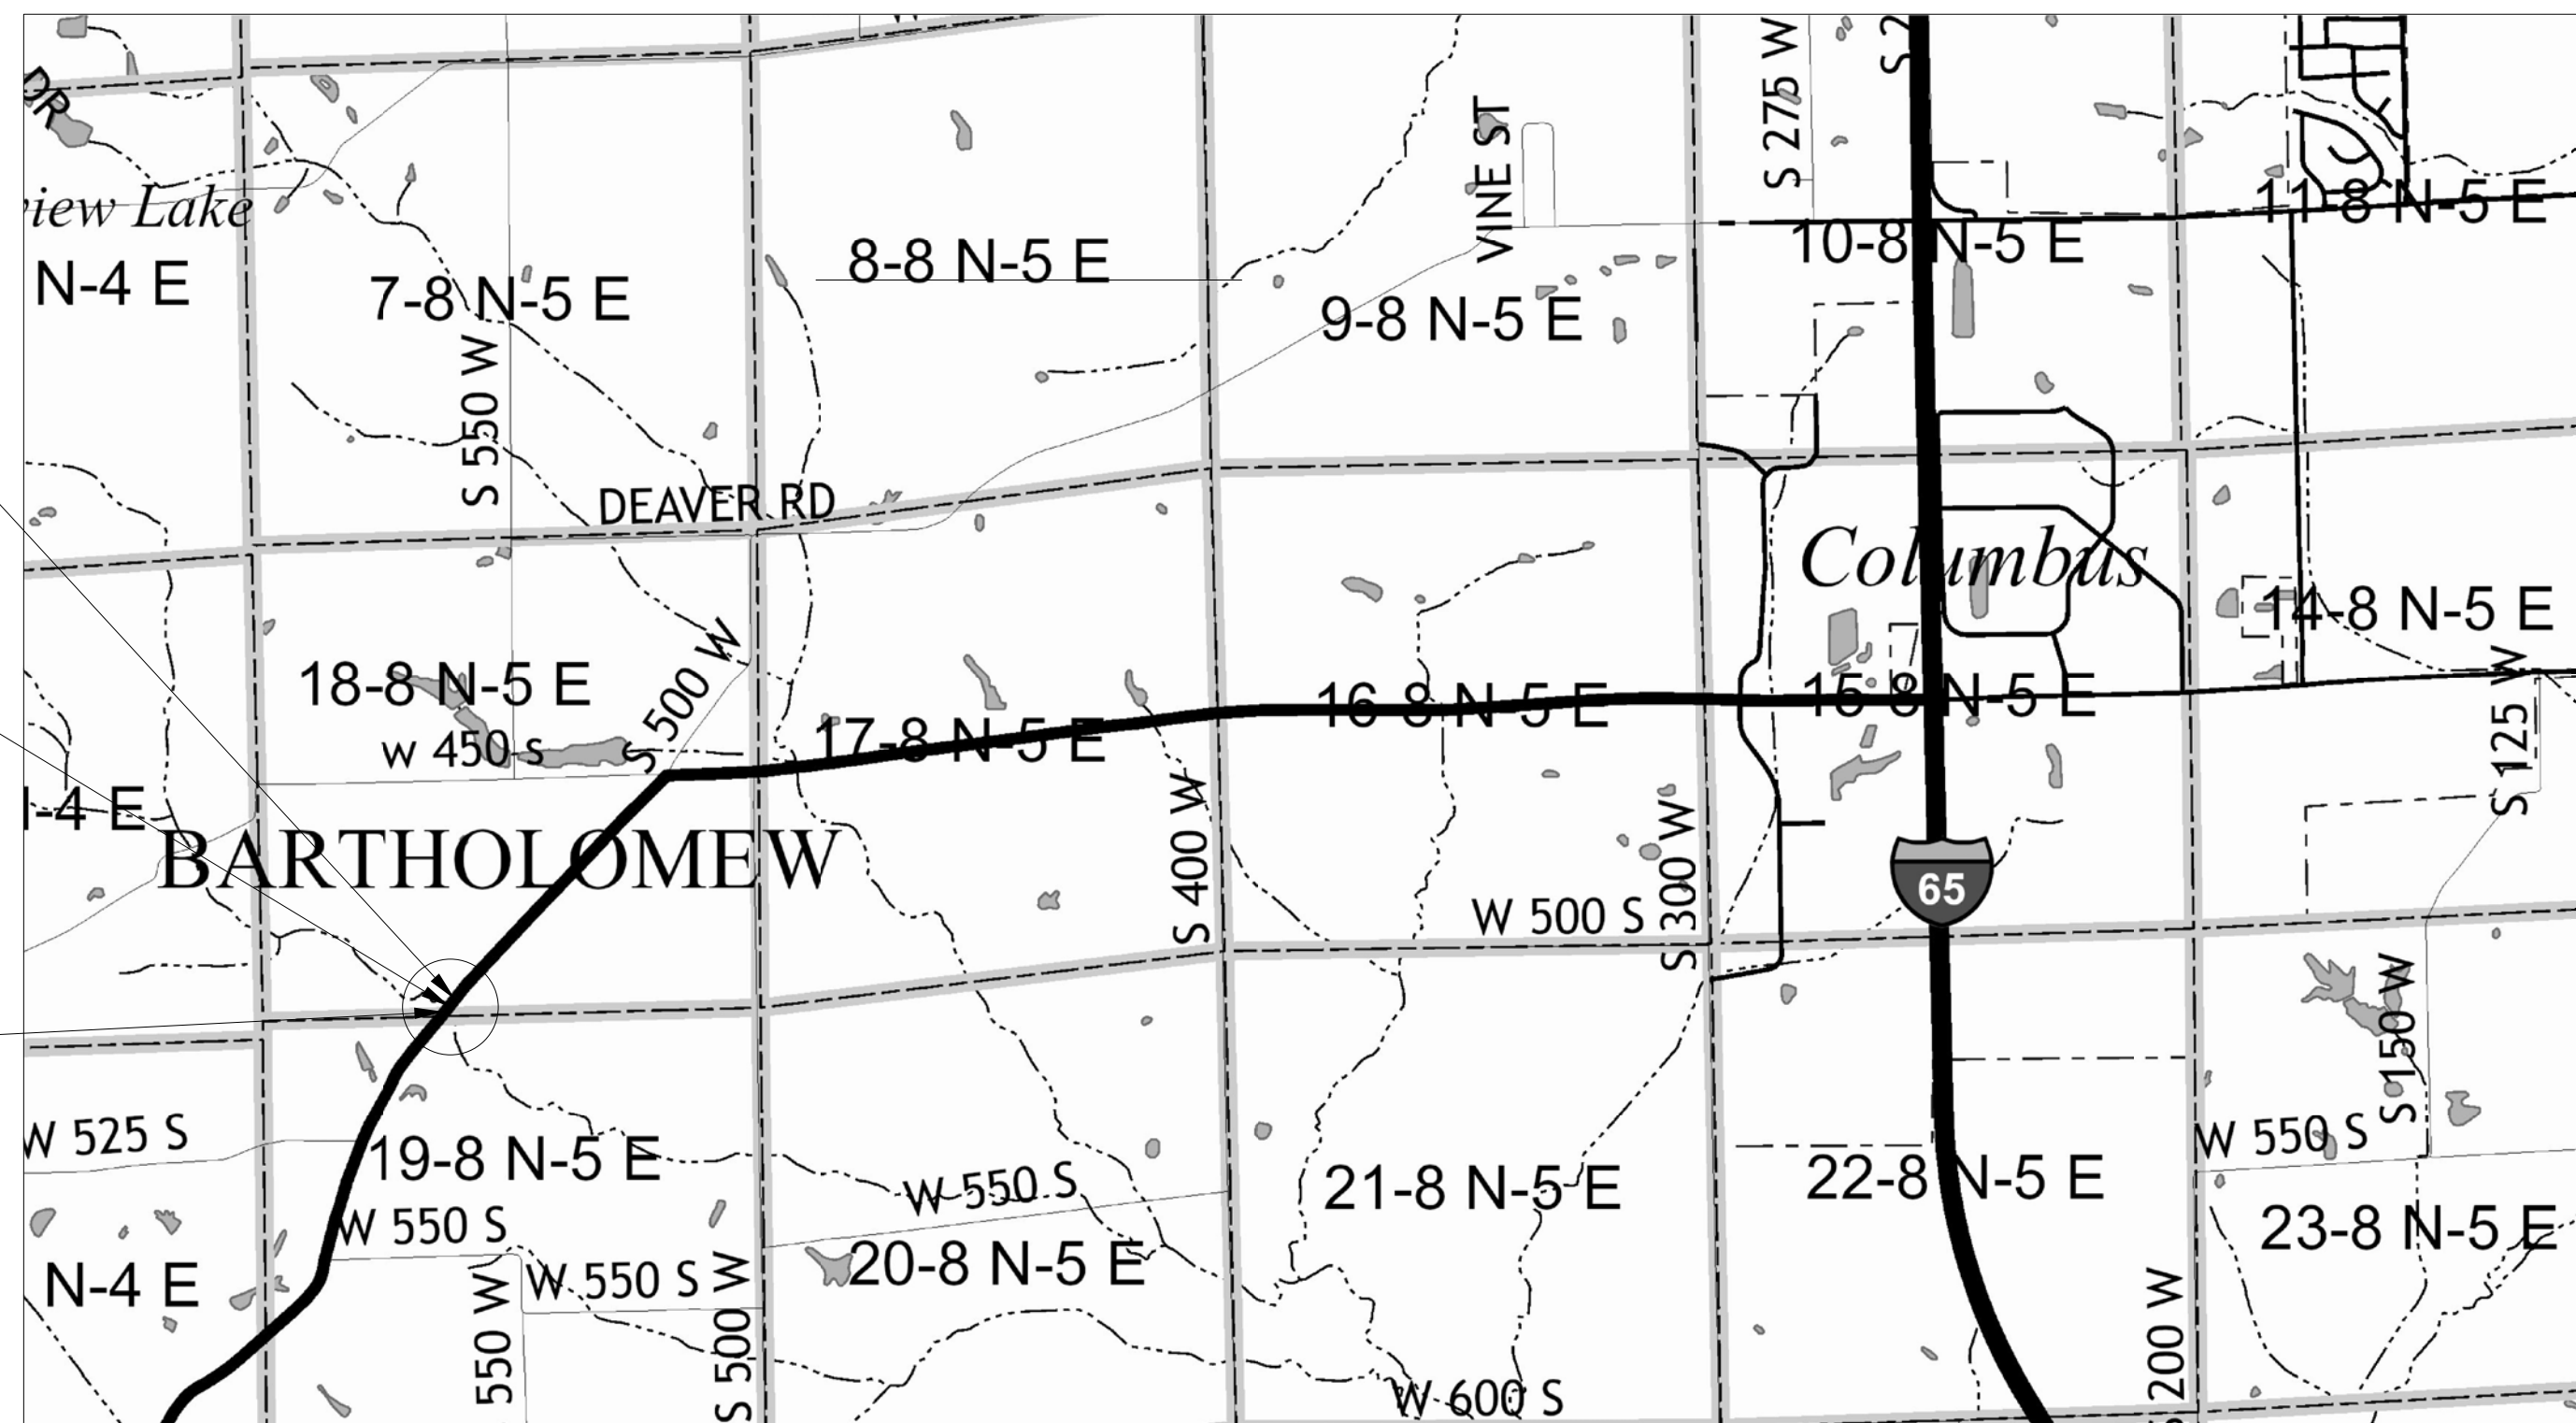 S 275 W
S 2
DR
VINE ST
view Lake
11-8 N-5 E
10-8 N-5 E
8-8 N-5 E
N-4 E
7-8 N-5 E
9-8 N-5 E
S 550 W
DEAVER RD
Columbus
14-8 N-5 E
S 500 W
18-8 N-5 E
16-8 N-5 E
15-8 N-5 E
17-8 N-5 E
W 450 S
S 125 W
-4 E
BARTHOLOMEW
S 400 W
S 300 W
65
W 500 S
S 150 W
W 525 S
19-8 N-5 E
W 550 S
W 550 S
21-8 N-5 E
22-8 N-5 E
W 550 S
23-8 N-5 E
W 550 S
20-8 N-5 E
N-4 E
550 W
S 500 W
200 W
W 600 S